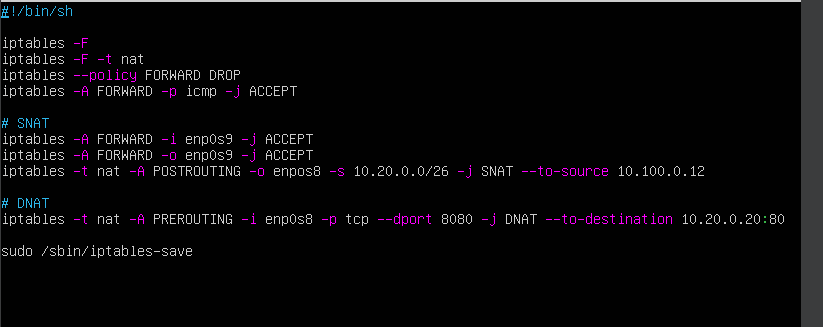 #!/bin/sh
iptables -F
iptables -F -t nat
iptables --policy FORWARD DROP
iptables -A FORWARD -p icmp -j ACCEPT
# SNAT
iptables -A FORWARD -i enp0s9 -j ACCEPT
iptables -A FORWARD -o enp0s9 -j ACCEPT
iptables -t nat -A POSTROUTING -o enpos8 -s 10.20.0.0/26 -j SNAT --to-source 10.100.0.12
# DNAT
iptables -t nat -A PREROUTING -i enp0s8 -p tcp --dport 8080 -j DNAT --to-destination 10.20.0.20:80
sudo /sbin/iptables-save